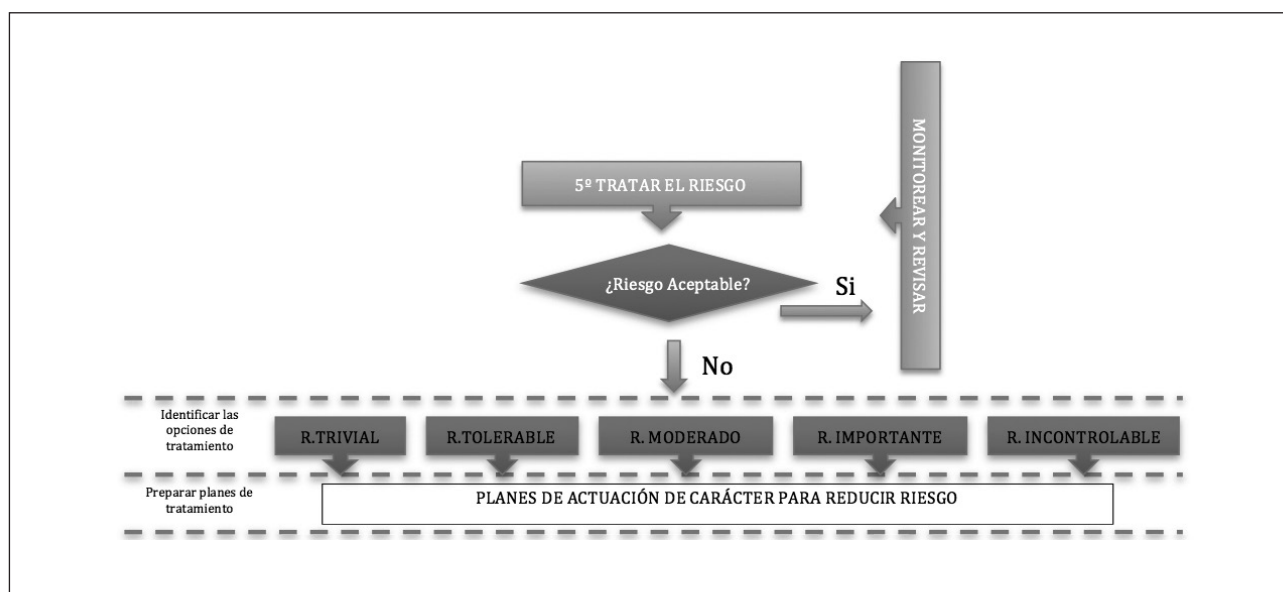 5º TRATAR EL RIESGO
MONITOREAR Y REVISAR
¿Riesgo Aceptable?
Si
No
Identificar las
opciones de
tratamiento
R.TRIVIAL
R.TOLERABLE
R. MODERADO
R. IMPORTANTE
R. INCONTROLABLE
Preparar planes de
tratamiento
PLANES DE ACTUACIÓN DE CARÁCTER PARA REDUCIR RIESGO